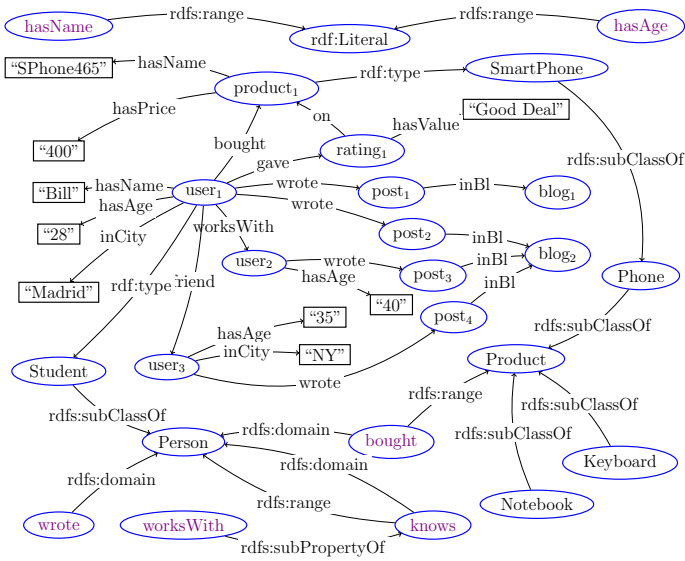 hasName
rdfs:range
rdf:Literal
rdfs:range
hasAge
“SPhone465”
hasName
product1
rdf:type
SmartPhone
hasPrice
on
hasValue
“Good Deal”
“400”
bought
rating1
gave
rdfs:subClassOf
“Bill”
hasName
user1
wrote
post1
inBl
blog1
hasAge
wrote
“28”
inCity
worksWith
post2
inBl
blog2
user2
wrote
post3
inBl
“Madrid”
rdf:type
riend
hasAge
“40”
inBl
Phone
“35”
post4
hasAge
inCity
“NY”
rdfs:subClassOf
Student
user3
wrote
Product
rdfs:range
rdfs:subClassOf
rdfs:subClassOf
rdfs:domain
rdfs:subClassOf
Person
bought
Keyboard
rdfs:domain
rdfs:domain
rdfs:range
Notebook
wrote
worksWith
knows
rdfs:subPropertyOf